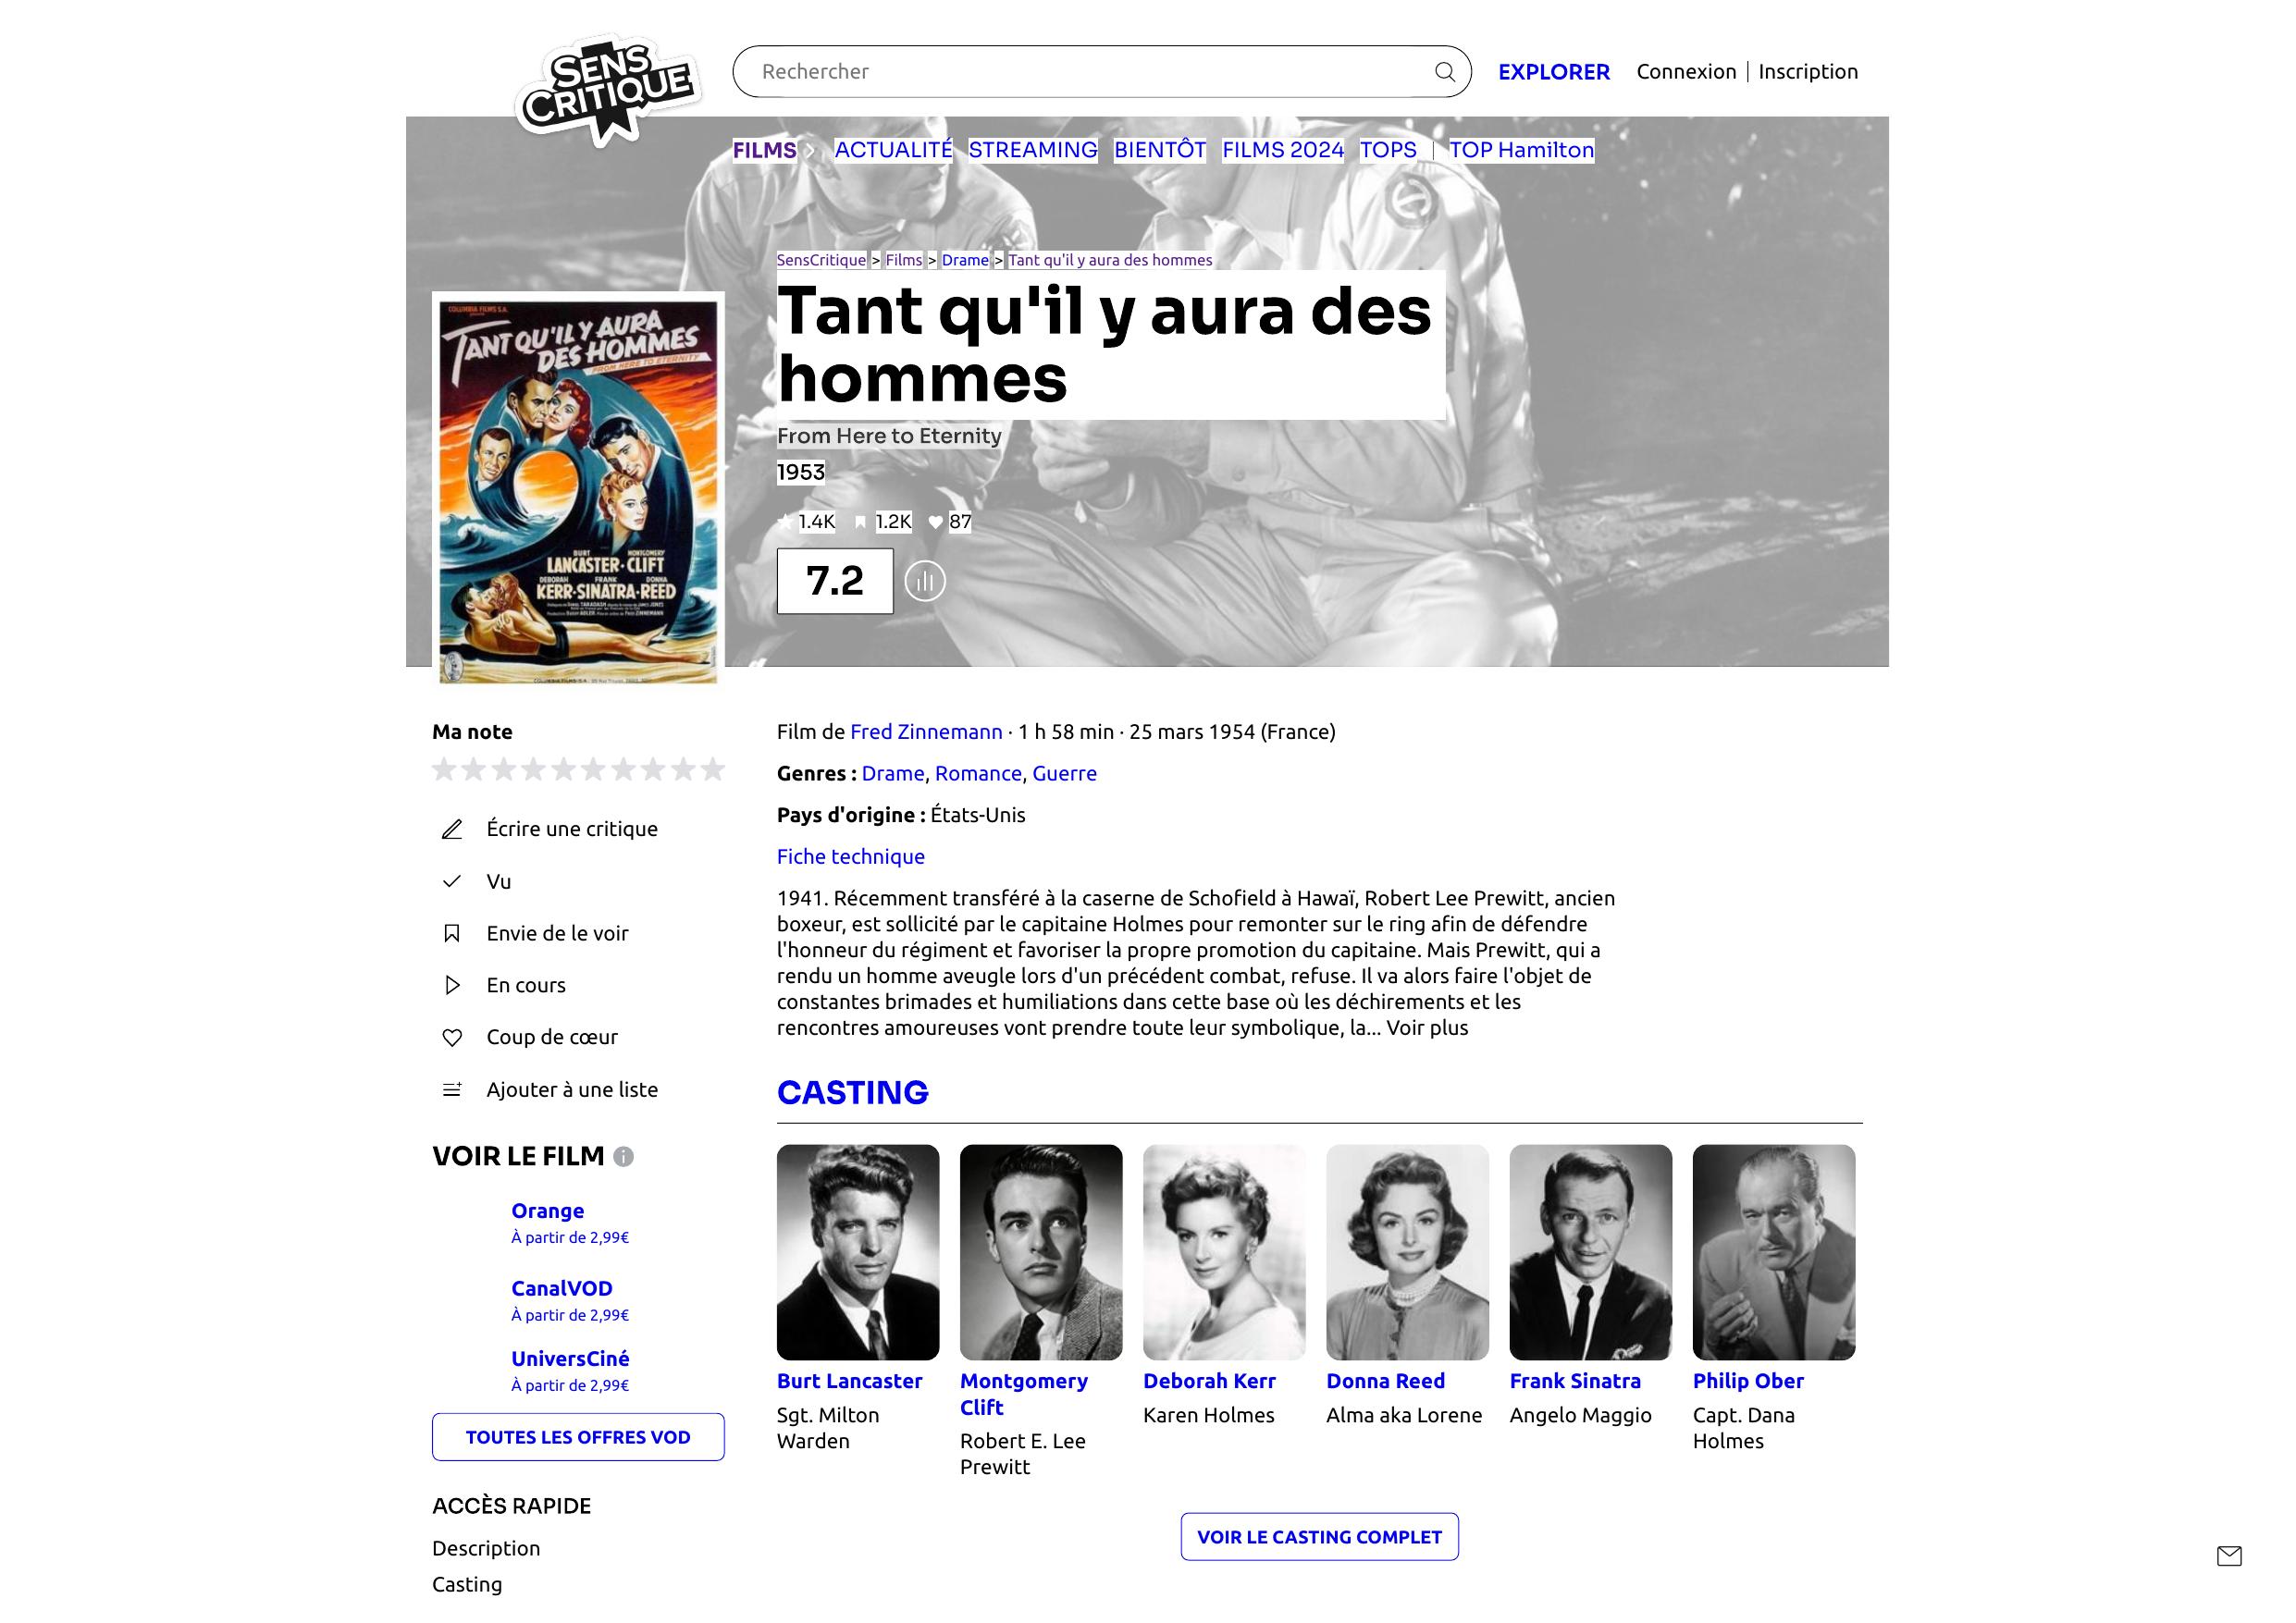 SENS
CRITIQUE
Rechercher
EXPLORER
Connexion | Inscription
FILMS
ACTUALITÉ STREAMING BIENTÔT FILMS 2024 TOPS | TOP Hamilton
SensCritique > Films > Drame > Tant qu'il y aura des hommes
Tant qu'il y aura des
hommes
From Here to Eternity
1953
1.4K 1.2K 87
7.2
COLUMBIA FILMS S.A.
TANT QU'IL Y AURA
DES HOMMES
FROM HERE TO ETERNITY
BURT MONTGOMERY
LANCASTER · CLIFT
DEBORAH FRANK DONNA
KERR · SINATRA · REED
Ma note
Écrire une critique
Vu
Envie de le voir
En cours
Coup de cœur
Ajouter à une liste
VOIR LE FILM
Orange
À partir de 2,99€
CanalVOD
À partir de 2,99€
UniversCiné
À partir de 2,99€
TOUTES LES OFFRES VOD
ACCÈS RAPIDE
Description
Casting
Film de Fred Zinnemann · 1 h 58 min · 25 mars 1954 (France)
Genres : Drame, Romance, Guerre
Pays d'origine : États-Unis
Fiche technique
1941. Récemment transféré à la caserne de Schofield à Hawaï, Robert Lee Prewitt, ancien
boxeur, est sollicité par le capitaine Holmes pour remonter sur le ring afin de défendre
l'honneur du régiment et favoriser la propre promotion du capitaine. Mais Prewitt, qui a
rendu un homme aveugle lors d'un précédent combat, refuse. Il va alors faire l'objet de
constantes brimades et humiliations dans cette base où les déchirements et les
rencontres amoureuses vont prendre toute leur symbolique, la... Voir plus
CASTING
Burt Lancaster
Sgt. Milton
Warden
Montgomery
Clift
Robert E. Lee
Prewitt
Deborah Kerr
Karen Holmes
Donna Reed
Alma aka Lorene
Frank Sinatra
Angelo Maggio
Philip Ober
Capt. Dana
Holmes
VOIR LE CASTING COMPLET